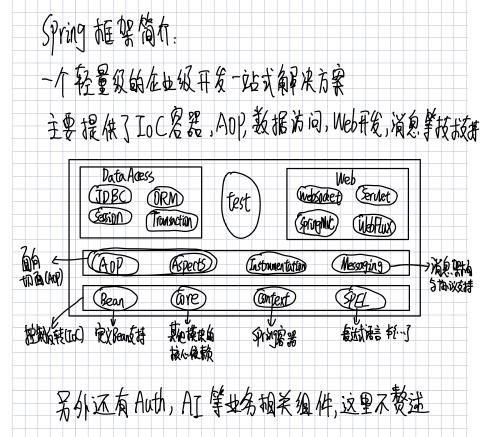 Spring 框架简介:
一个轻量级的企业级开发一站式解决方案
主要提供了IoC容器,AOP,数据访问,Web开发,消息等技术支持
Data Access
JDBC
ORM
Session
Transaction
test
Web
Websocket
Servlet
SpringMVC
WebFlux
面向
切面(AOP)
AOP
Aspects
Instrumentation
Messaging
消息架构
与协议支持
Bean
Core
Context
SPEL
控制反转(IoC)
定义Bean支持
其他模块的
核心依赖
Spring容器
表达式语言 #{...}
另外还有Auth, AI 等业务相关组件,这里不赘述